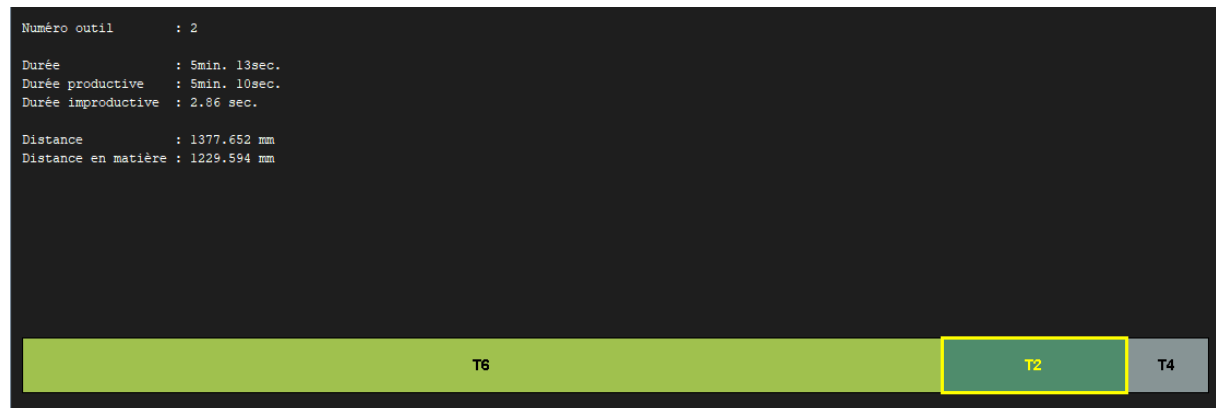 Numéro outil : 2
Durée : 5min. 13sec.
Durée productive : 5min. 10sec.
Durée improductive : 2.86 sec.
Distance : 1377.652 mm
Distance en matière : 1229.594 mm
T6 T2 T4